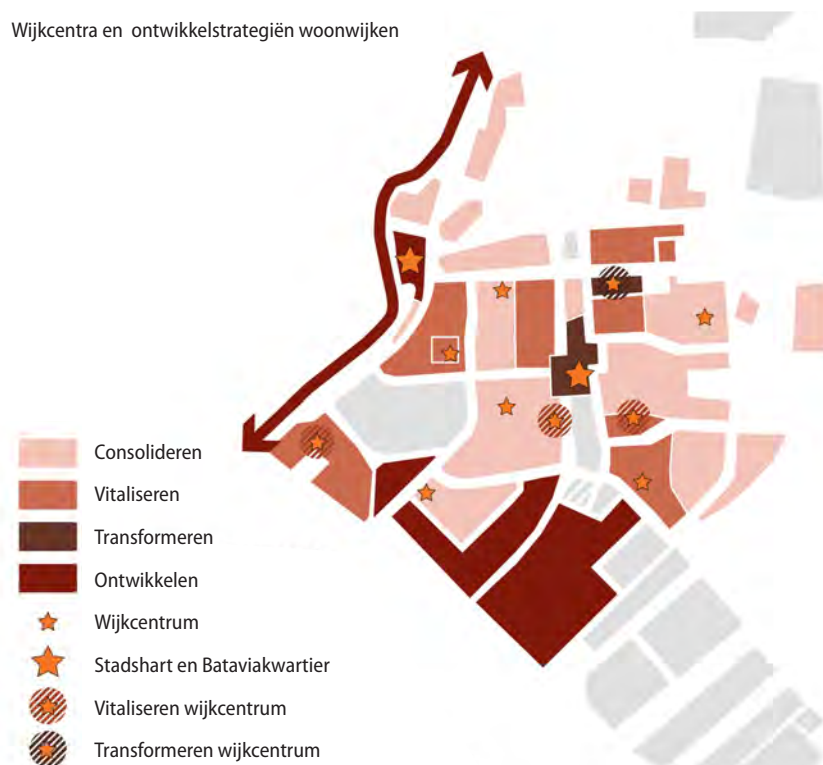 Wijkcentra en ontwikkelstrategiën woonwijken
Consolideren
Vitaliseren
Transformeren
Ontwikkelen
Wijkcentrum
Stadshart en Bataviakwartier
Vitaliseren wijkcentrum
Transformeren wijkcentrum